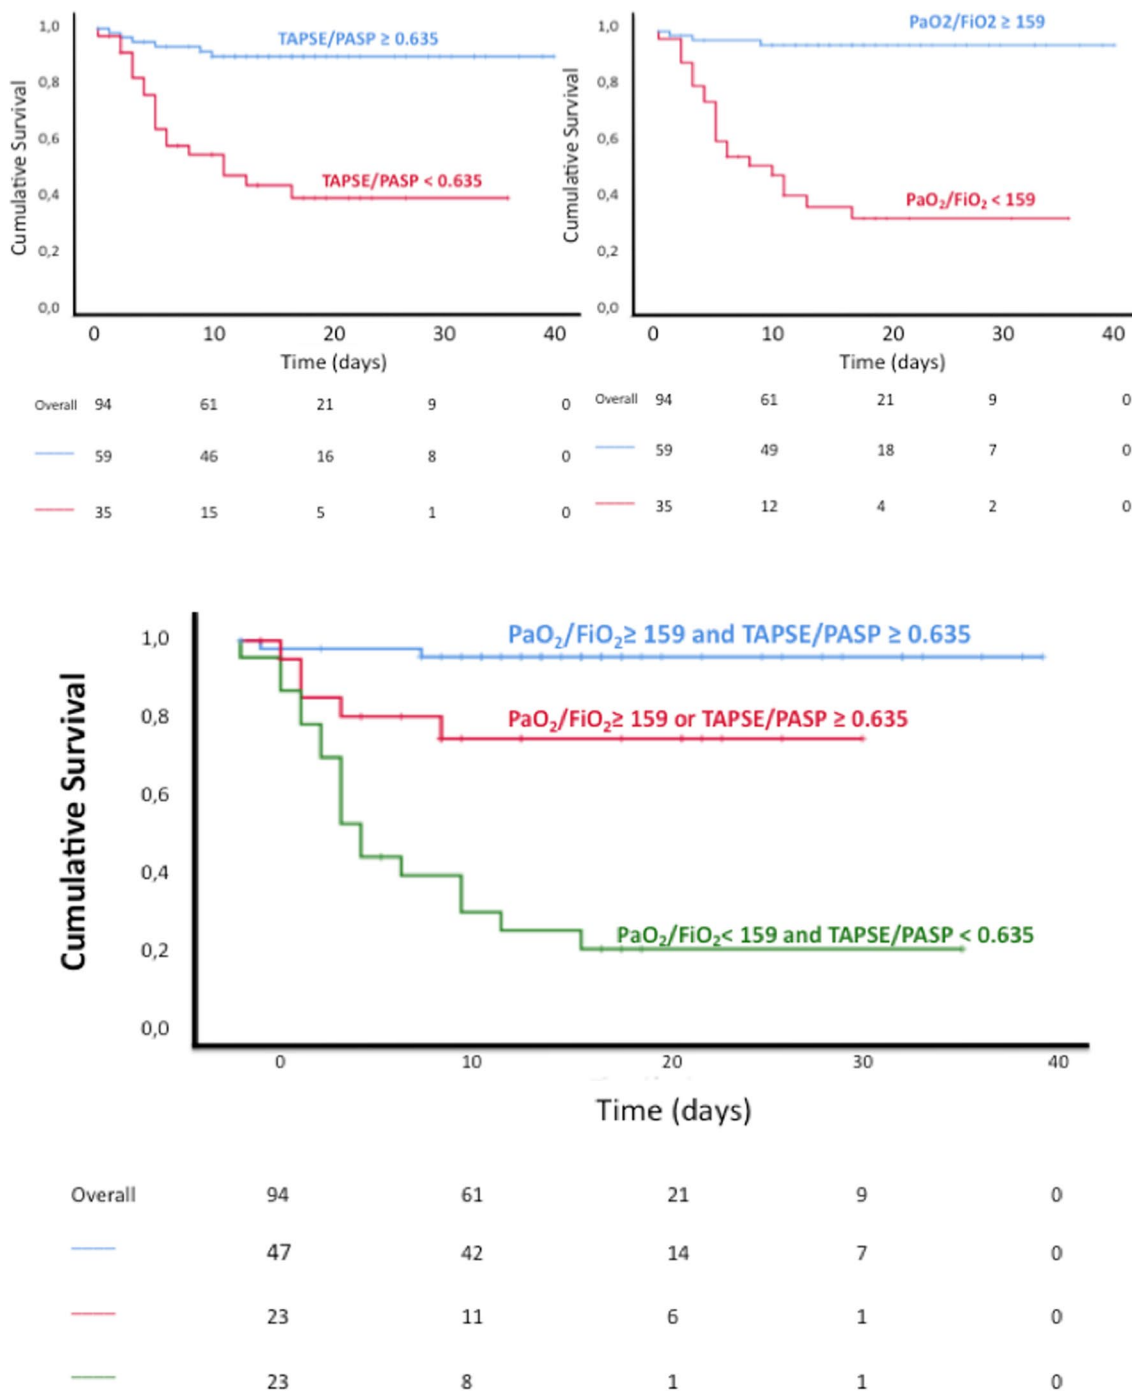 Cumulative Survival
1,0
0,8
0,6
0,4
0,2
0,0
TAPSE/PASP ≥ 0.635
TAPSE/PASP < 0.635
0 10 20 30 40
Time (days)
Overall 94 61 21 9 0
59 46 16 8 0
35 15 5 1 0
Cumulative Survival
1,0
0,8
0,6
0,4
0,2
0,0
PaO2/FiO2 ≥ 159
PaO₂/FiO₂ < 159
0 10 20 30 40
Time (days)
Overall 94 61 21 9 0
59 49 18 7 0
35 12 4 2 0
Cumulative Survival
1,0
0,8
0,6
0,4
0,2
0,0
PaO₂/FiO₂≥ 159 and TAPSE/PASP ≥ 0.635
PaO₂/FiO₂≥ 159 or TAPSE/PASP ≥ 0.635
PaO₂/FiO₂< 159 and TAPSE/PASP < 0.635
0 10 20 30 40
Time (days)
Overall 94 61 21 9 0
47 42 14 7 0
23 11 6 1 0
23 8 1 1 0